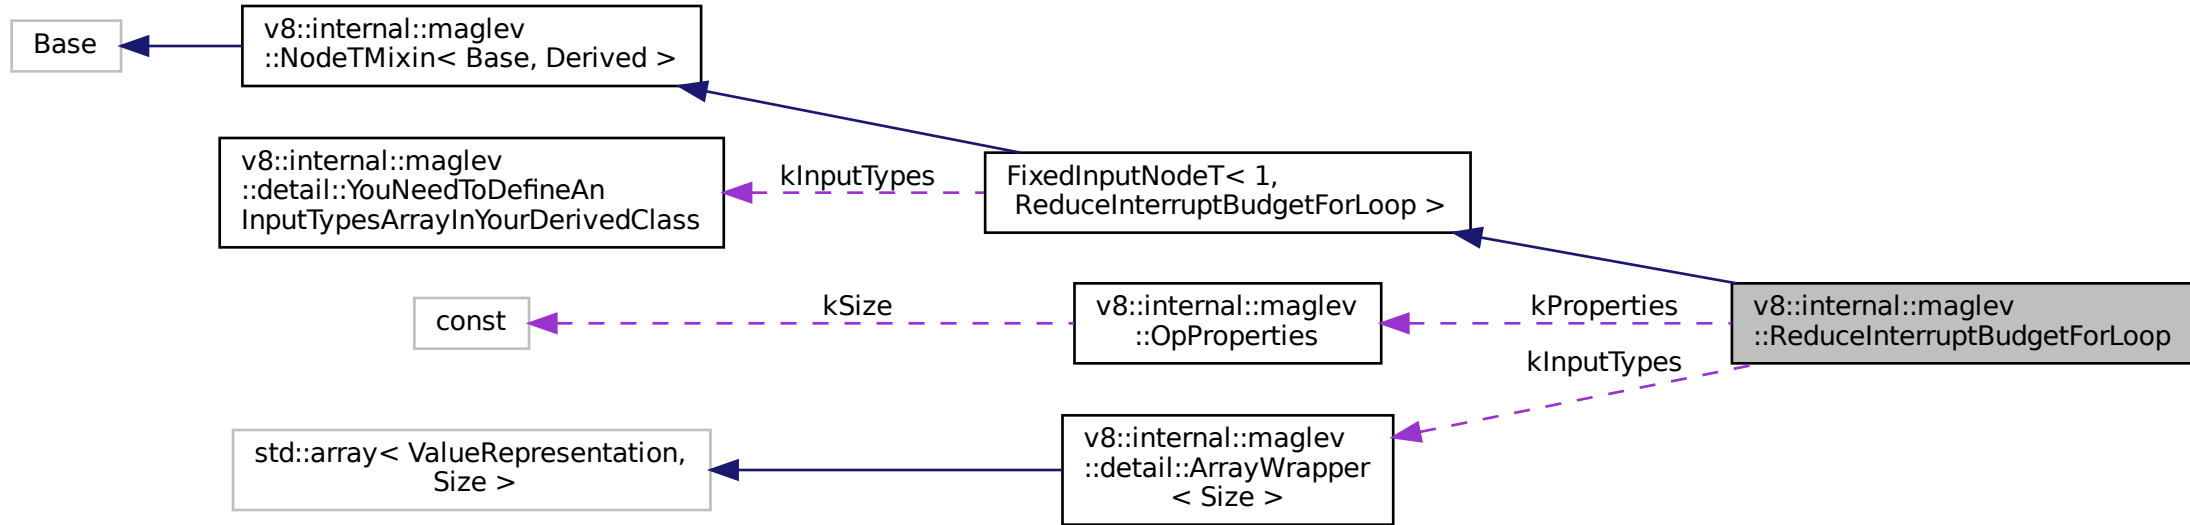 Base
v8::internal::maglev
::NodeTMixin< Base, Derived >
v8::internal::maglev
::detail::YouNeedToDefineAn
InputTypesArrayInYourDerivedClass
kInputTypes
FixedInputNodeT< 1,
ReduceInterruptBudgetForLoop >
const
kSize
v8::internal::maglev
::OpProperties
kProperties
v8::internal::maglev
::ReduceInterruptBudgetForLoop
kInputTypes
std::array< ValueRepresentation,
Size >
v8::internal::maglev
::detail::ArrayWrapper
< Size >